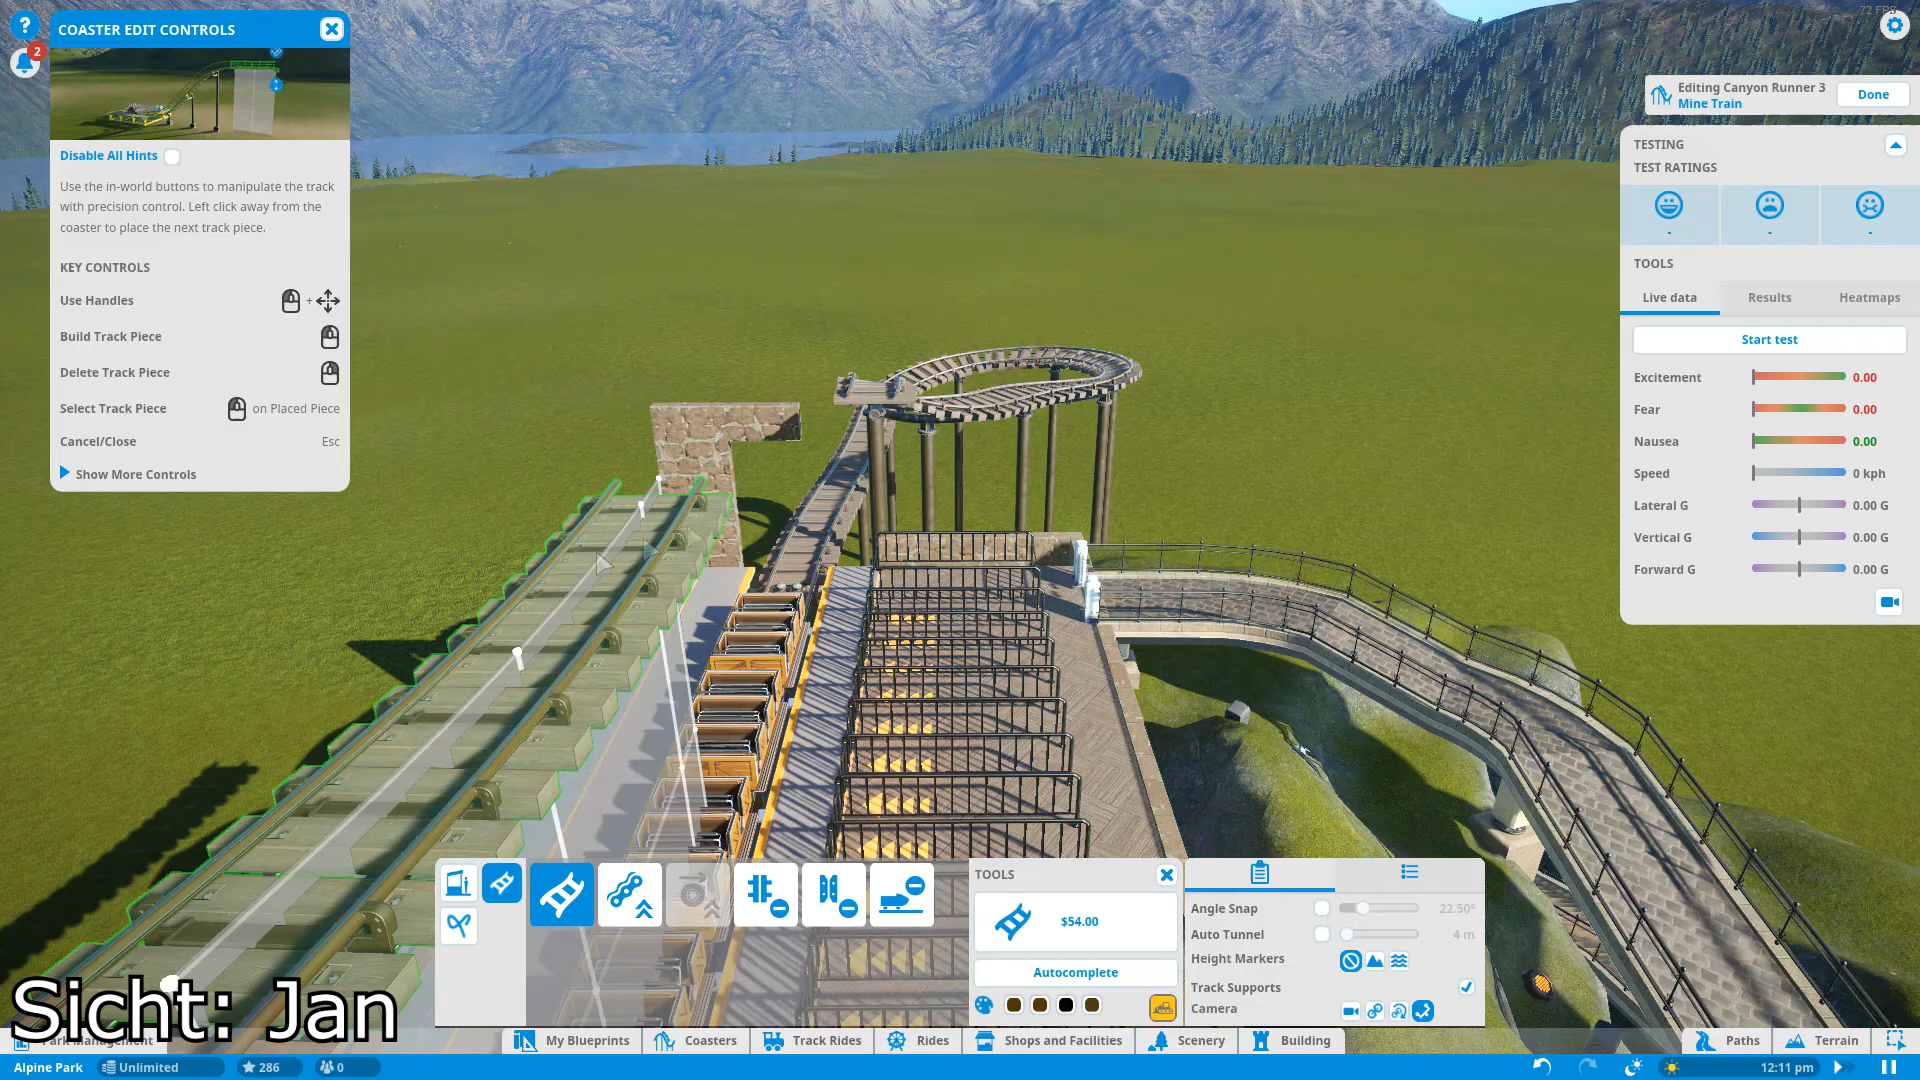 72 FPS
?
COASTER EDIT CONTROLS
2
Disable All Hints
Use the in-world buttons to manipulate the track
with precision control. Left click away from the
coaster to place the next track piece.
KEY CONTROLS
Use Handles
+
Build Track Piece
Delete Track Piece
Select Track Piece
on Placed Piece
Cancel/Close
Esc
Show More Controls
Editing Canyon Runner 3
Mine Train
Done
TESTING
TEST RATINGS
- - -
TOOLS
Live data Results Heatmaps
Start test
Excitement 0.00
Fear 0.00
Nausea 0.00
Speed 0 kph
Lateral G 0.00 G
Vertical G 0.00 G
Forward G 0.00 G
TOOLS
$54.00
Autocomplete
Angle Snap 22.50°
Auto Tunnel 4 m
Height Markers
Track Supports
Camera
Sicht: Jan
Park Management
My Blueprints Coasters Track Rides Rides Shops and Facilities Scenery Building Paths Terrain
Alpine Park Unlimited 286 0 12:11 pm